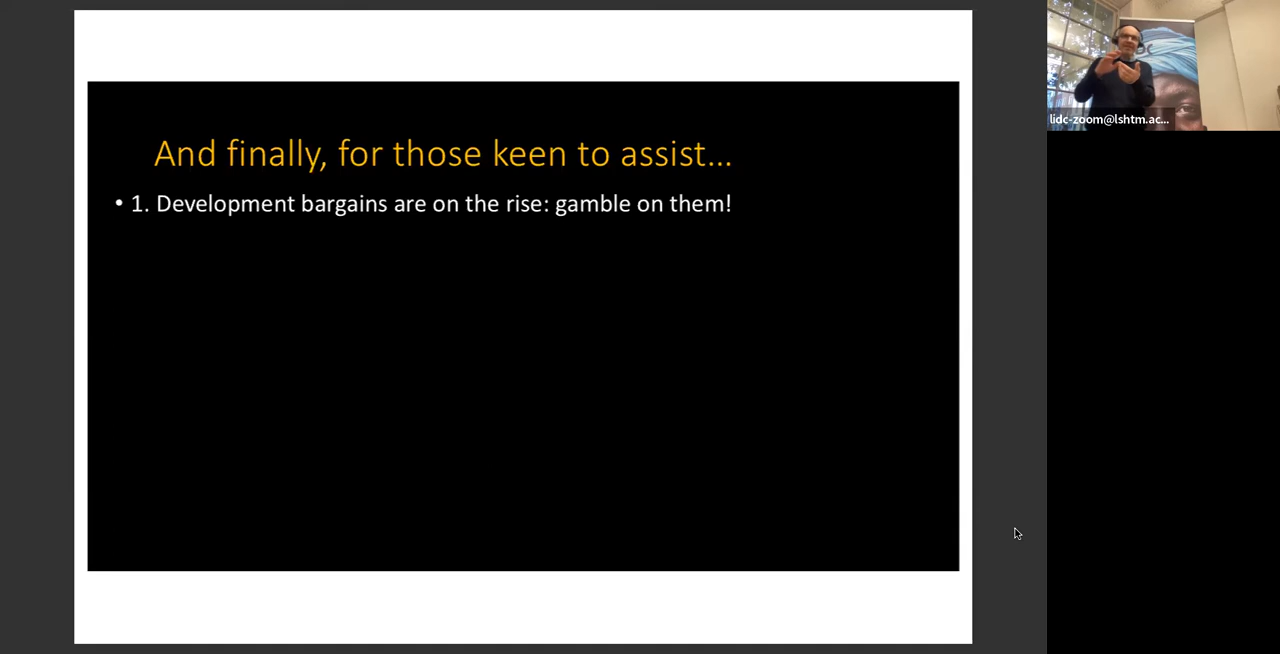 And finally, for those keen to assist...
• 1. Development bargains are on the rise: gamble on them!
lidc-zoom@lshtm.ac...